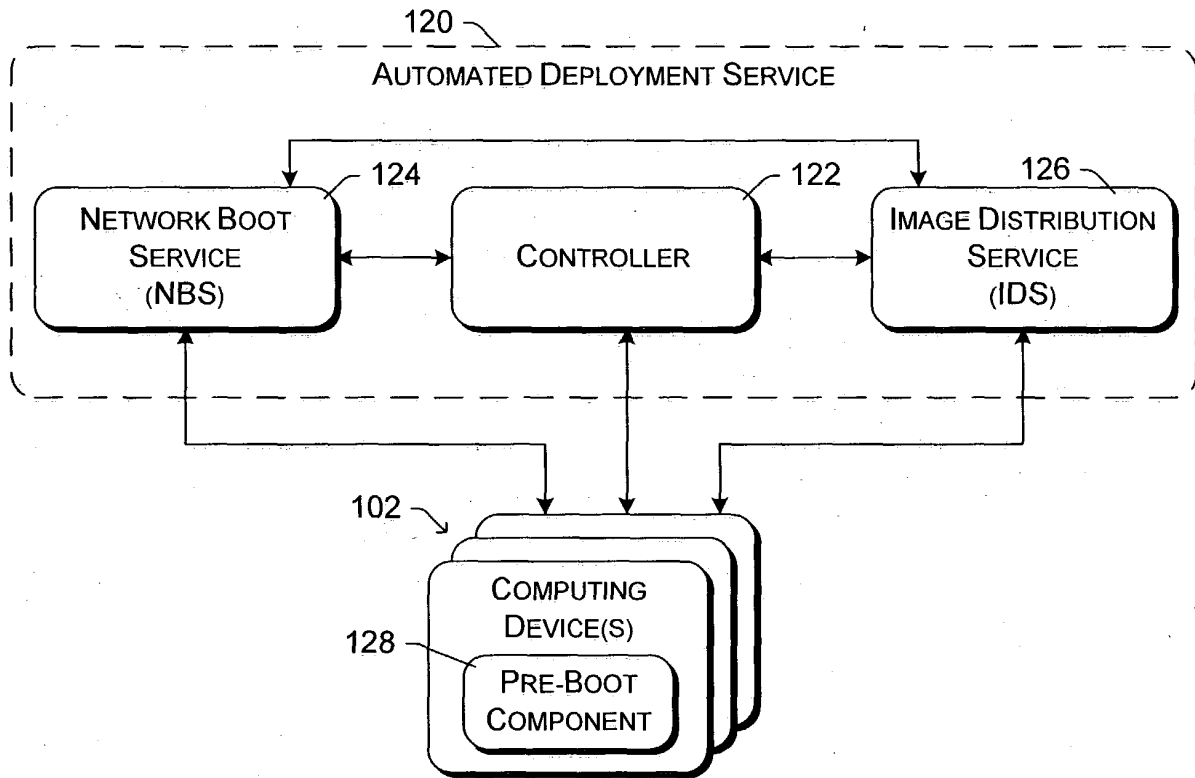 120
AUTOMATED DEPLOYMENT SERVICE
124
122
126
NETWORK BOOT
SERVICE
(NBS)
CONTROLLER
IMAGE DISTRIBUTION
SERVICE
(IDS)
102
COMPUTING
DEVICE(S)
128
PRE-BOOT
COMPONENT